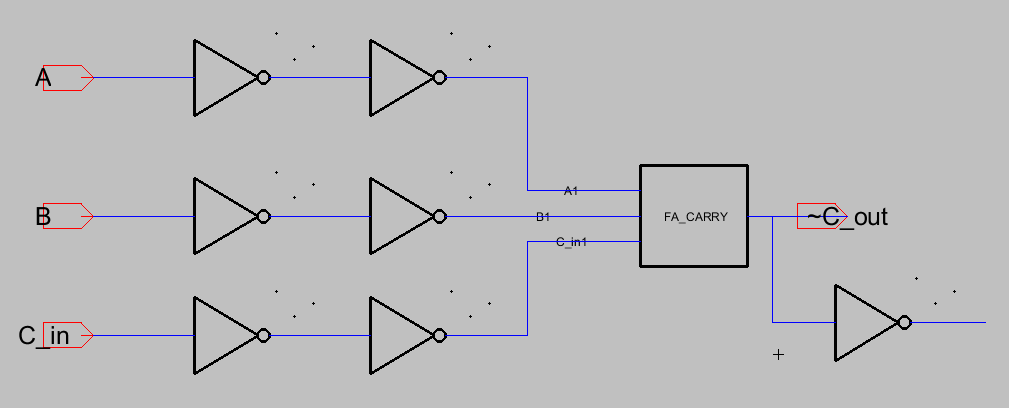 A
A1
B
B1
FA_CARRY
~C_out
C_in1
C_in